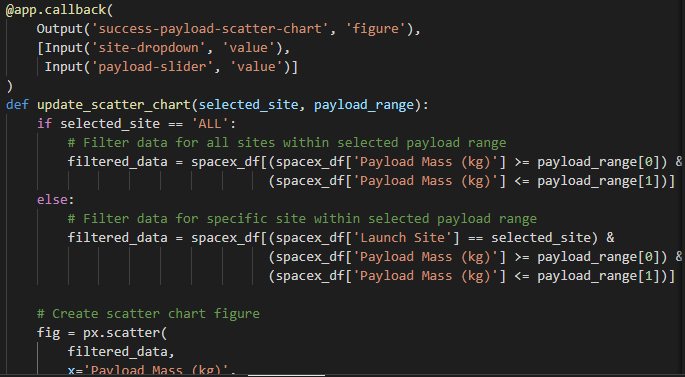 @app.callback(
    Output('success-payload-scatter-chart', 'figure'),
    [Input('site-dropdown', 'value'),
     Input('payload-slider', 'value')]
)
def update_scatter_chart(selected_site, payload_range):
    if selected_site == 'ALL':
        # Filter data for all sites within selected payload range
        filtered_data = spacex_df[(spacex_df['Payload Mass (kg)'] >= payload_range[0]) &
                                  (spacex_df['Payload Mass (kg)'] <= payload_range[1])]
    else:
        # Filter data for specific site within selected payload range
        filtered_data = spacex_df[(spacex_df['Launch Site'] == selected_site) &
                                  (spacex_df['Payload Mass (kg)'] >= payload_range[0]) &
                                  (spacex_df['Payload Mass (kg)'] <= payload_range[1])]
    # Create scatter chart figure
    fig = px.scatter(
        filtered_data,
        x='Payload Mass (kg)',